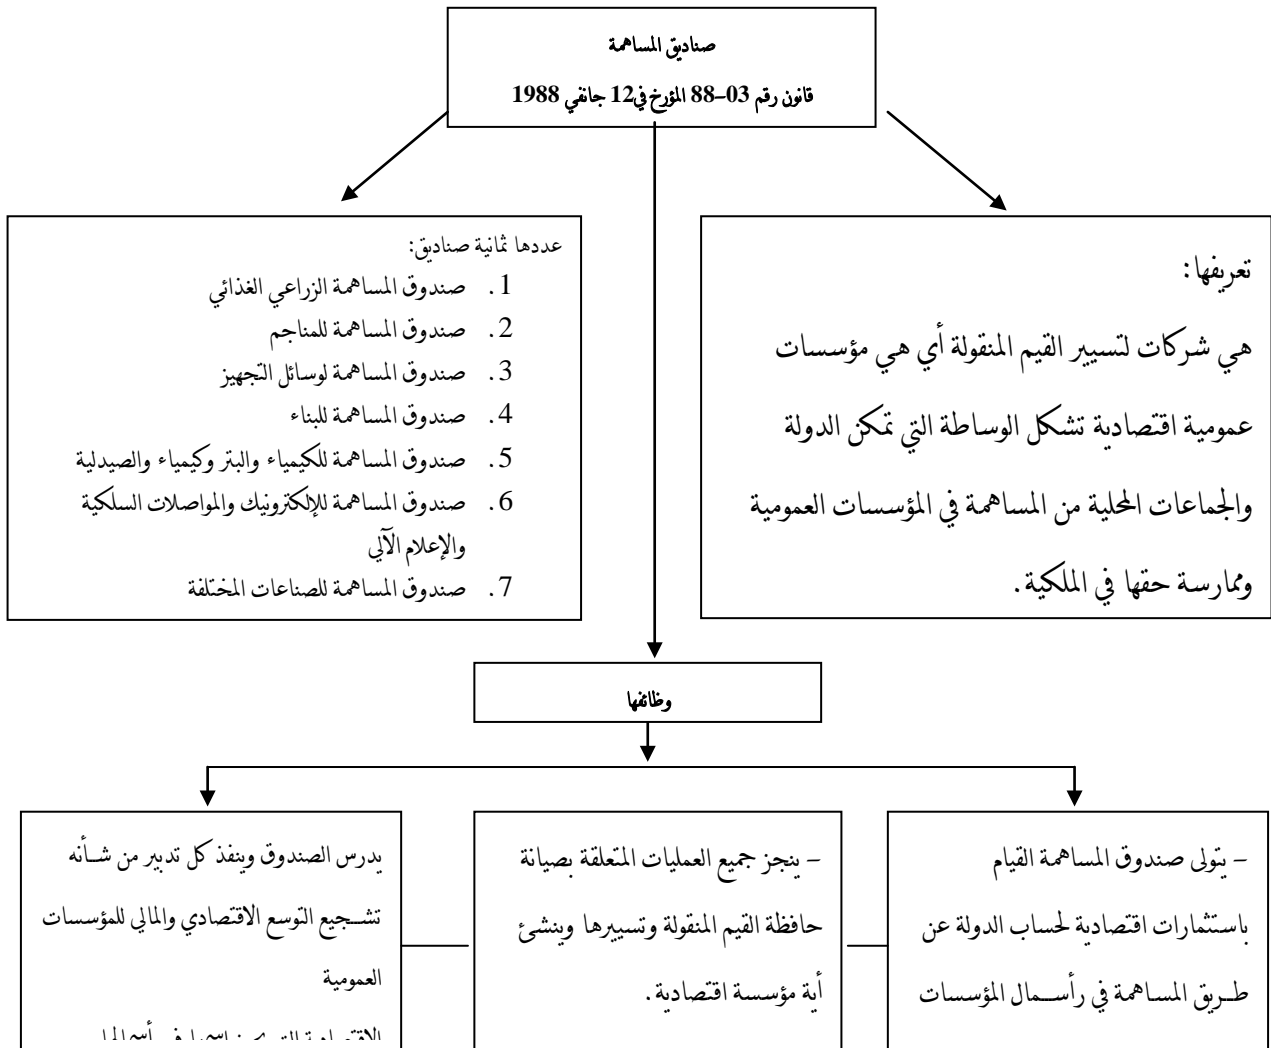 صناديق المساهمة
قانون رقم 03–88 المؤرخ في12 جانفي 1988
تعريفها:
هي شركات لتسيير القيم المنقولة أي هي مؤسسات
عمومية اقتصادية تشكل الوساطة التي تمكن الدولة
والجماعات المحلية من المساهمة في المؤسسات العمومية
وممارسة حقها في الملكية.
عددها ثمانية صناديق:
1. صندوق المساهمة الزراعي الغذائي
2. صندوق المساهمة للمناجم
3. صندوق المساهمة لوسائل التجهيز
4. صندوق المساهمة للبناء
5. صندوق المساهمة للكيمياء والبتر وكيمياء والصيدلية
6. صندوق المساهمة للإلكترونيك والمواصلات السلكية
والإعلام الآلي
7. صندوق المساهمة للصناعات المختلفة
وظائفها
– يتولى صندوق المساهمة القيام
باستثمارات اقتصادية لحساب الدولة عن
طريق المساهمة في رأسمال المؤسسات
– ينجز جميع العمليات المتعلقة بصيانة
حافظة القيم المنقولة وتسييرها وينشئ
أية مؤسسة اقتصادية.
يدرس الصندوق وينفذ كل تدبير من شأنه
تشجيع التوسع الاقتصادي والمالي للمؤسسات
العمومية